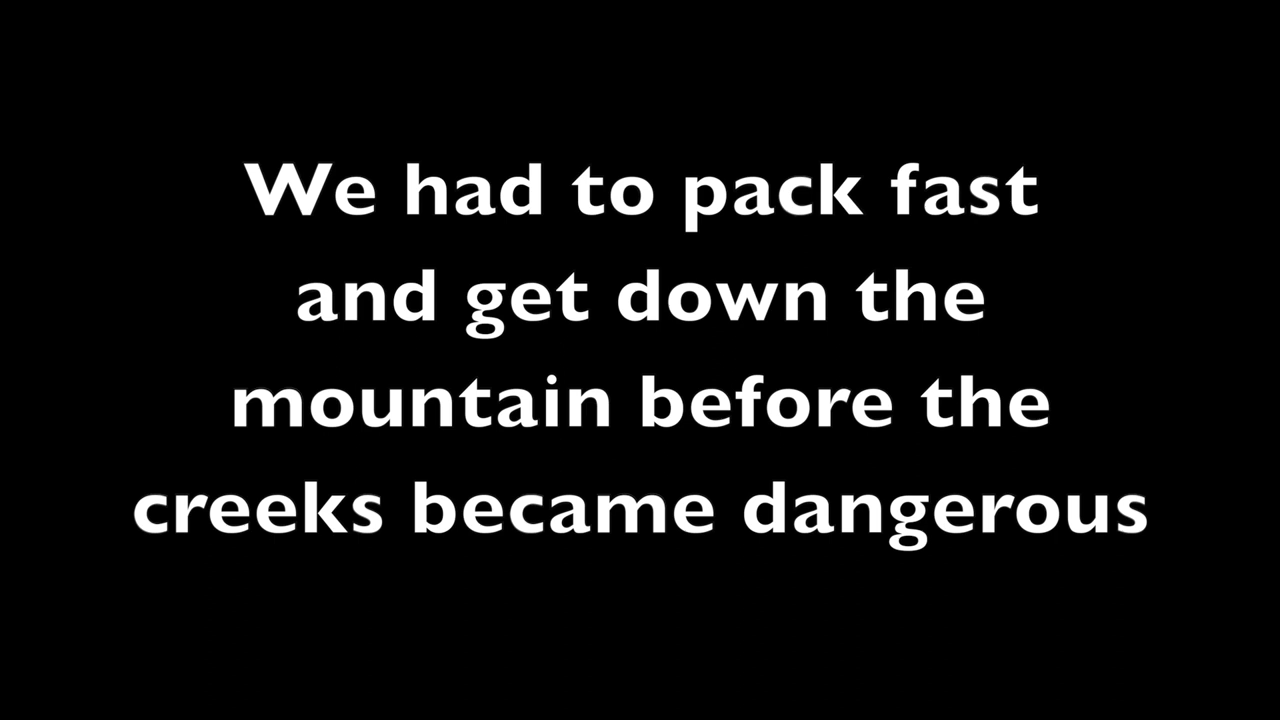 We had to pack fast
and get down the
mountain before the
creeks became dangerous